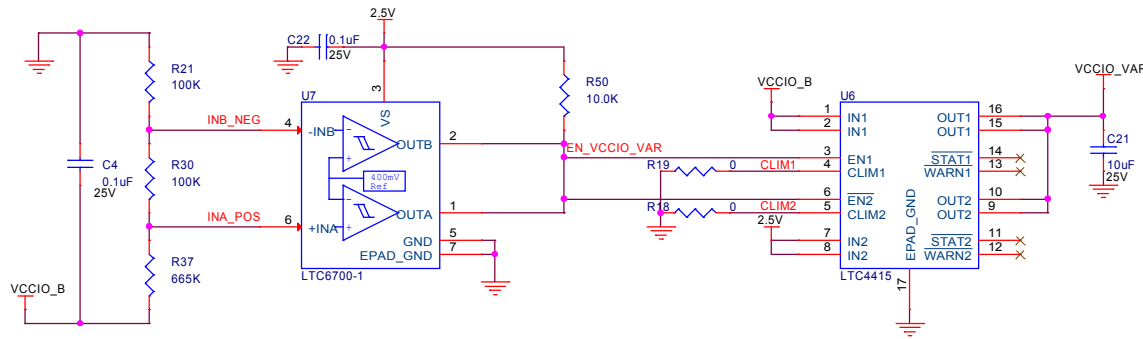 2.5V
C22
0.1uF
25V
R21
100K
R50
10.0K
U7
3
VS
INB_NEG
4
-INB
OUTB
2
C4
0.1uF
25V
R30
100K
400mV
Ref
INA_POS
6
+INA
OUTA
1
GND
5
EPAD_GND
7
R37
665K
LTC6700-1
VCCIO_B
EN_VCCIO_VAR
VCCIO_B
U6
VCCIO_VAR
1
IN1
OUT1
16
2
IN1
OUT1
15
C21
10uF
25V
3
EN1
STAT1
14
R19
0
CLIM1
4
CLIM1
WARN1
13
6
EN2
OUT2
10
R18
0
CLIM2
5
CLIM2
OUT2
9
2.5V
7
IN2
STAT2
11
8
IN2
WARN2
12
EPAD_GND
17
LTC4415